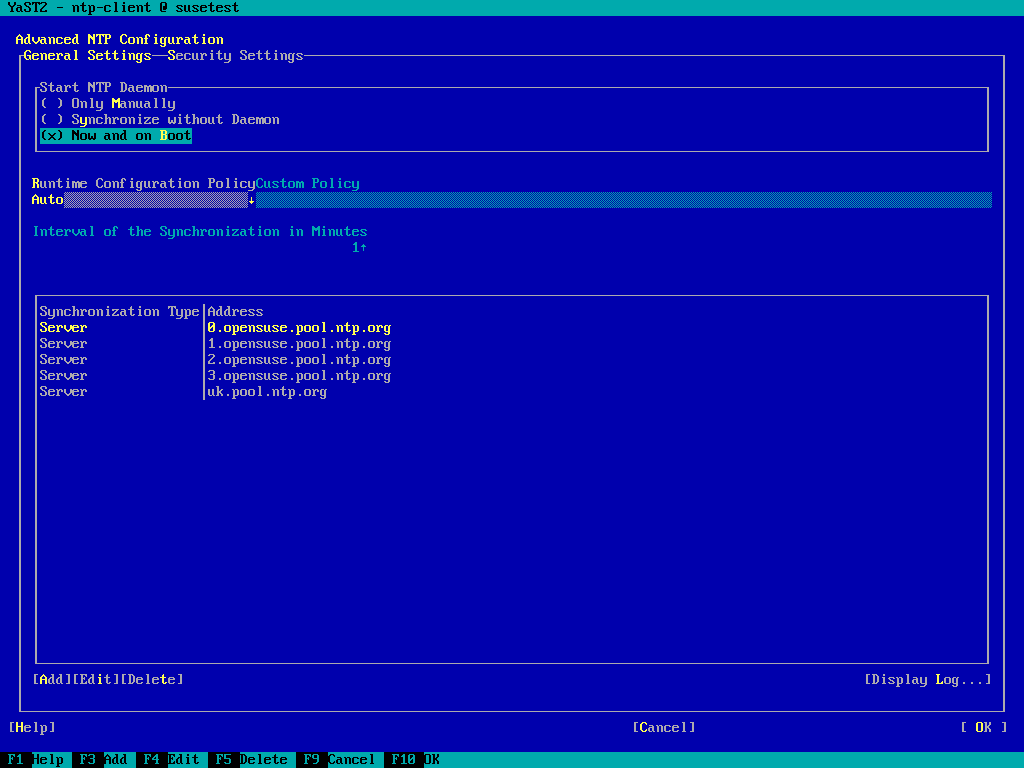 YaST2 - ntp-client @ susetest
Advanced NTP Configuration
General Settings Security Settings
Start NTP Daemon
( ) Only Manually
( ) Synchronize without Daemon
(x) Now and on Boot
Runtime Configuration PolicyCustom Policy
Auto ↓
Interval of the Synchronization in Minutes
1↑
Synchronization Type Address
Server 0.opensuse.pool.ntp.org
Server 1.opensuse.pool.ntp.org
Server 2.opensuse.pool.ntp.org
Server 3.opensuse.pool.ntp.org
Server uk.pool.ntp.org
[Add][Edit][Delete] [Display Log...]
[Help] [Cancel] [ OK ]
F1 Help F3 Add F4 Edit F5 Delete F9 Cancel F10 OK